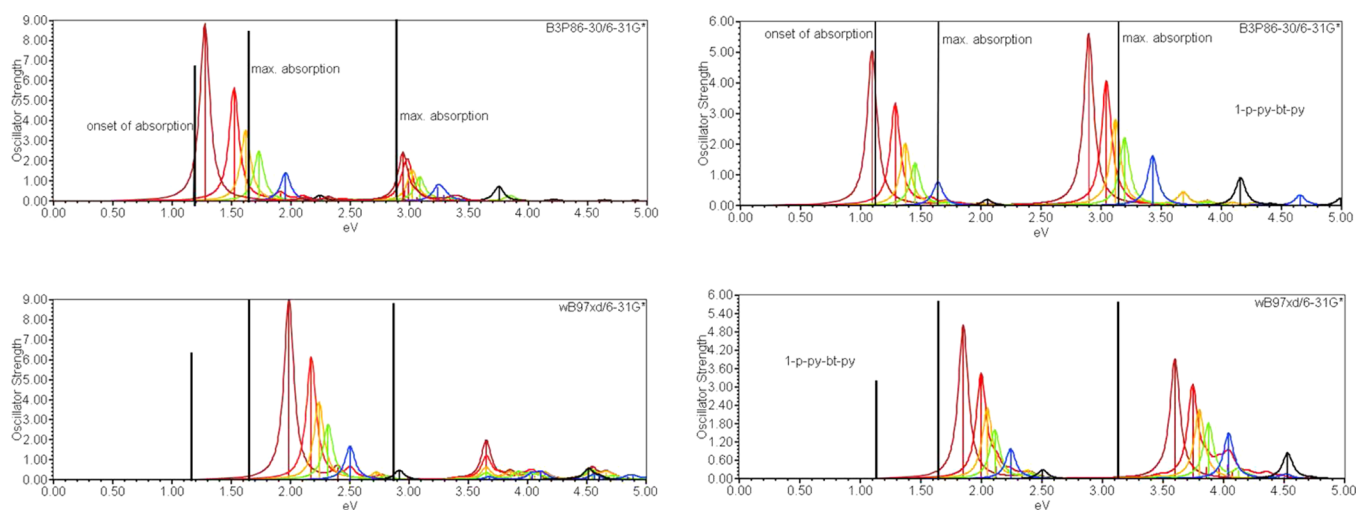 9.00
8.00
7.00
6.00
5.00
4.00
3.00
2.00
1.00
0.00
Oscillator Strength
B3P86-30/6-31G*
max. absorption
onset of absorption
max. absorption
0.00 0.50 1.00 1.50 2.00 2.50 3.00 3.50 4.00 4.50 5.00
eV
6.00
5.00
4.00
3.00
2.00
1.00
0.00
Oscillator Strength
B3P86-30/6-31G*
onset of absorption
max. absorption
max. absorption
1-p-py-bt-py
0.00 0.50 1.00 1.50 2.00 2.50 3.00 3.50 4.00 4.50 5.00
eV
9.00
8.00
7.00
6.00
5.00
4.00
3.00
2.00
1.00
0.00
Oscillator Strength
wB97xd/6-31G*
0.00 0.50 1.00 1.50 2.00 2.50 3.00 3.50 4.00 4.50 5.00
eV
6.00
5.40
4.80
4.20
3.60
3.00
2.40
1.80
1.20
0.60
0.00
Oscillator Strength
wB97xd/6-31G*
1-p-py-bt-py
0.00 0.50 1.00 1.50 2.00 2.50 3.00 3.50 4.00 4.50 5.00
eV